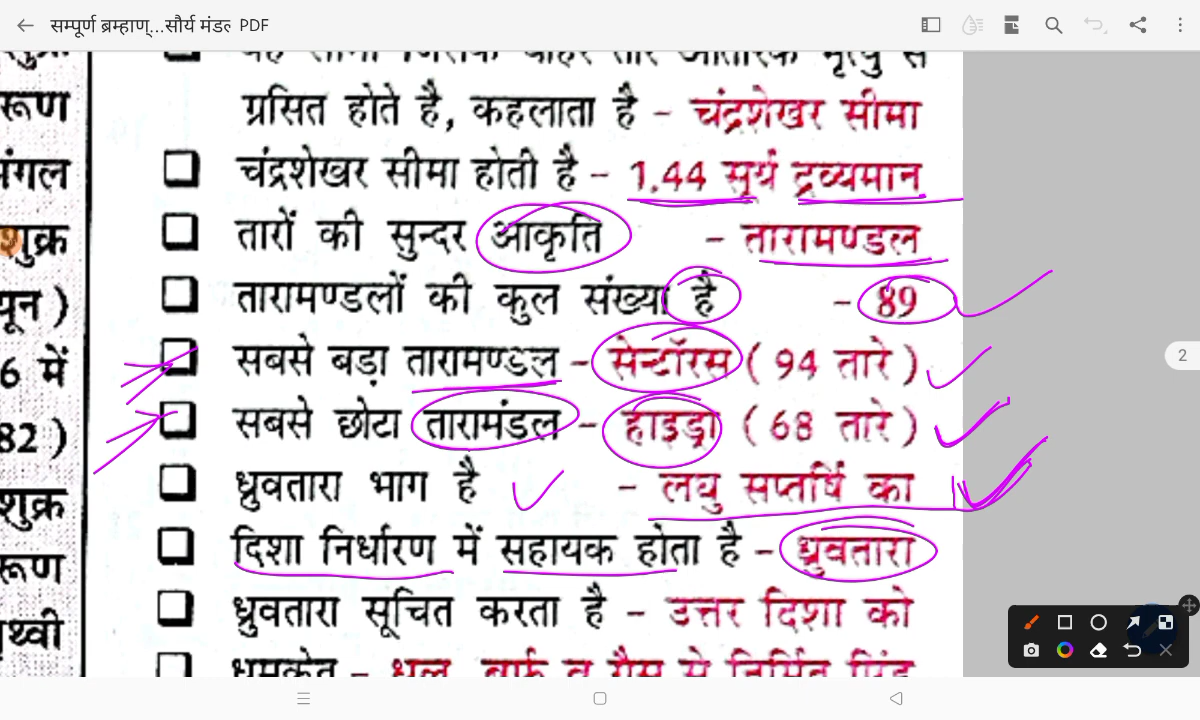 सम्पूर्ण ब्रम्हाण्...सौर्य मंडल PDF
ग्रसित होते है, कहलाता है - चंद्रशेखर सीमा
चंद्रशेखर सीमा होती है - 1.44 सूर्य द्रव्यमान
तारों की सुन्दर आकृति - तारामण्डल
तारामण्डलों की कुल संख्या है - 89
सबसे बड़ा तारामण्डल - सेन्टॉरस ( 94 तारे )
सबसे छोटा तारामंडल - हाइड्रा ( 68 तारे )
ध्रुवतारा भाग है - लघु सप्तर्षि का
दिशा निर्धारण में सहायक होता है - ध्रुवतारा
ध्रुवतारा सूचित करता है - उत्तर दिशा को
धूमकेतु - धूल, बर्फ व गैस से निर्मित पिंड
रूण
मंगल
शुक्र
यून )
6 में
82 )
शुक्र
रूण
पृथ्वी
2